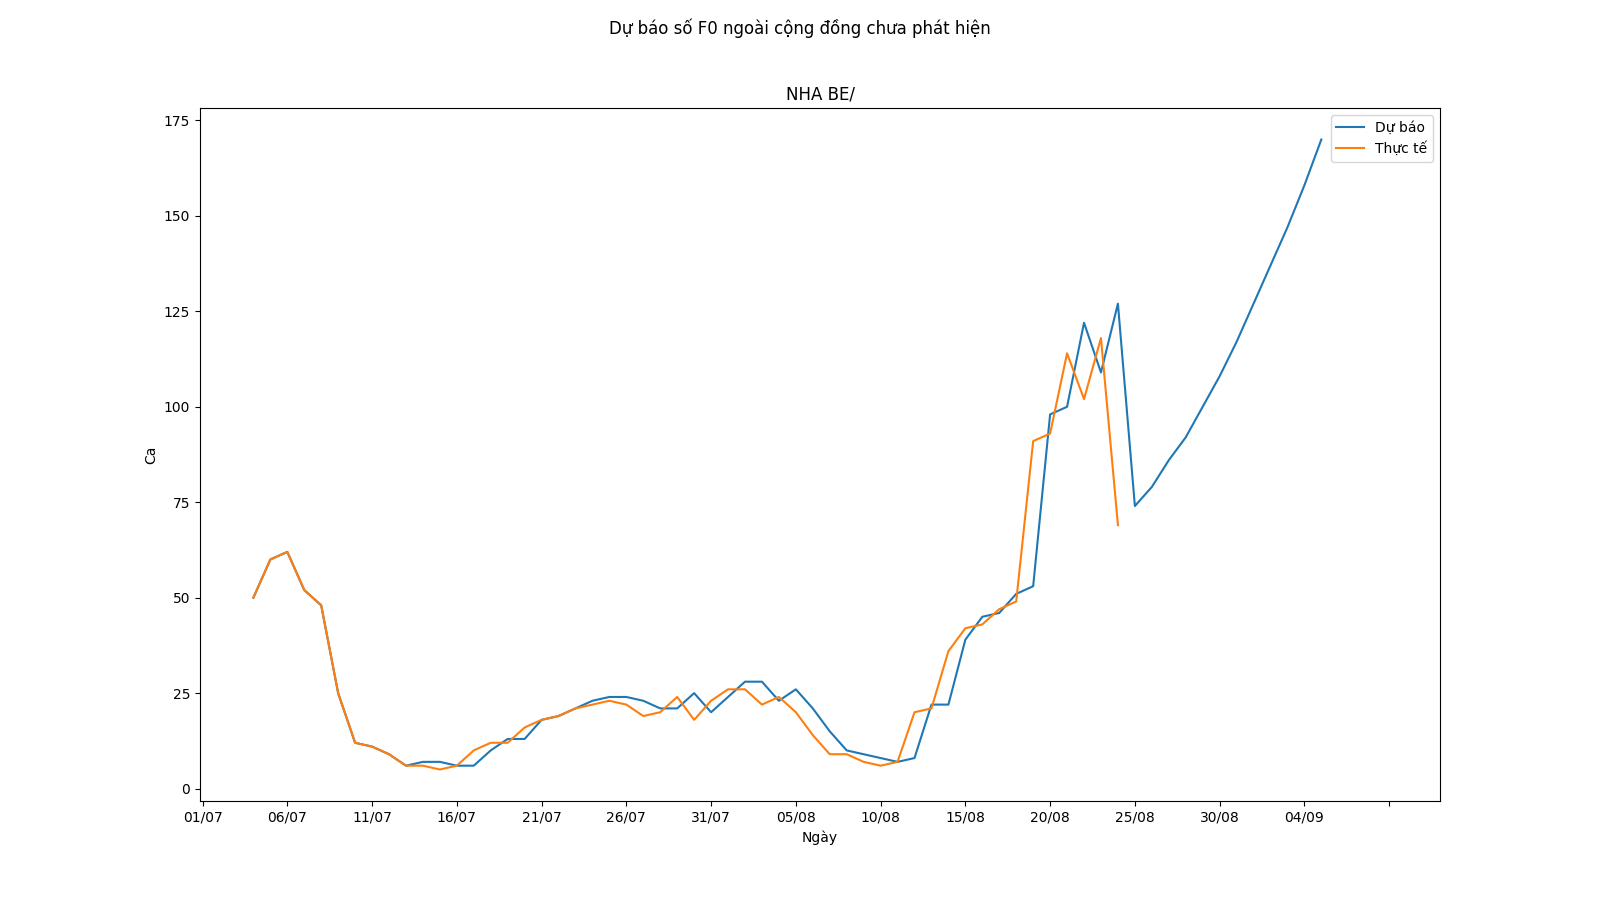 Dự báo số F0 ngoài cộng đồng chưa phát hiện
NHA BE/
175
150
125
100
75
50
25
0
Ca
Dự báo
Thực tế
01/07 06/07 11/07 16/07 21/07 26/07 31/07 05/08 10/08 15/08 20/08 25/08 30/08 04/09
Ngày